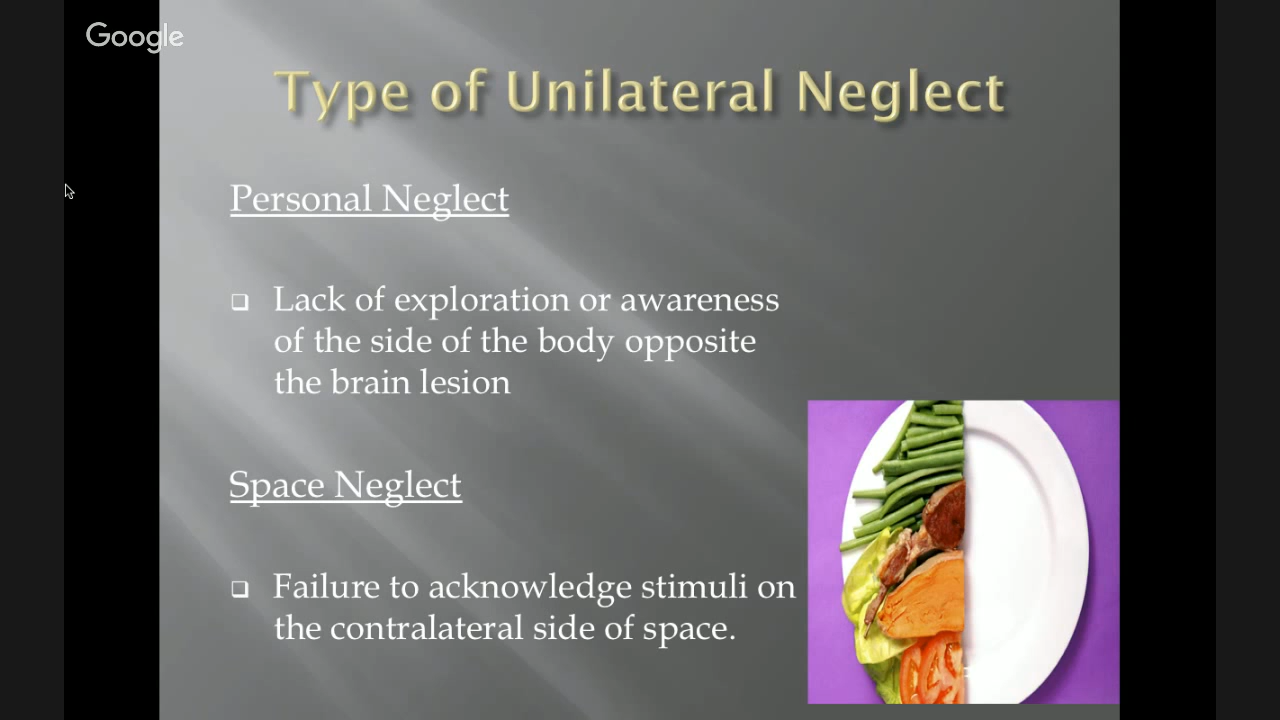 Google
Type of Unilateral Neglect
Personal Neglect
❑ Lack of exploration or awareness
of the side of the body opposite
the brain lesion
Space Neglect
❑ Failure to acknowledge stimuli on
the contralateral side of space.